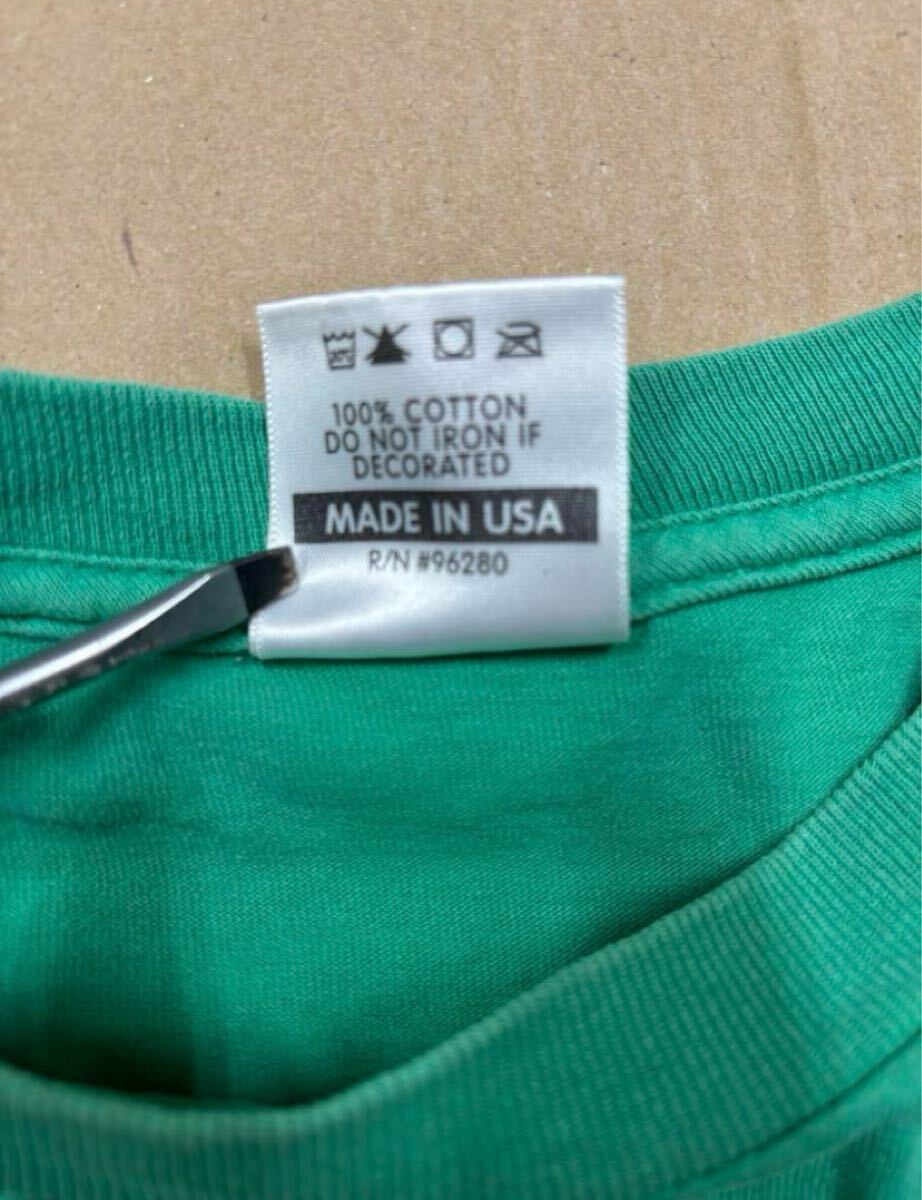 100% COTTON
DO NOT IRON IF
DECORATED
MADE IN USA
R/N #96280